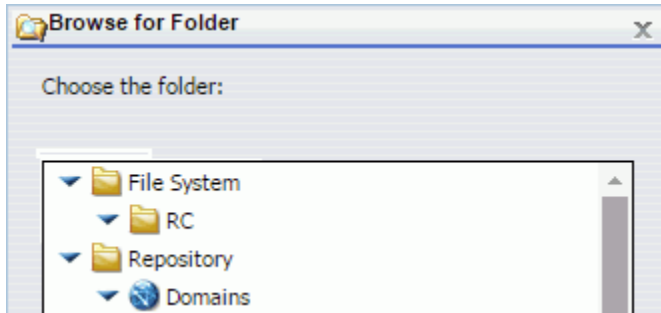 Browse for Folder
Choose the folder:
File System
RC
Repository
Domains